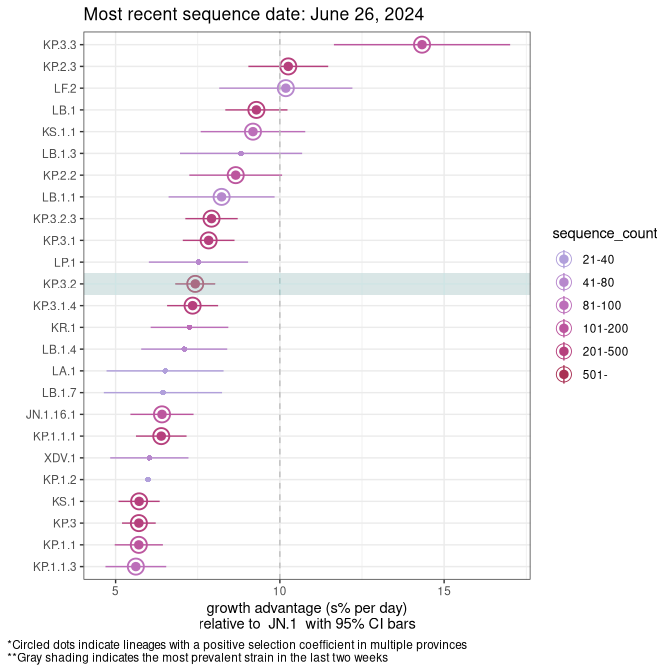 Most recent sequence date: June 26, 2024
KP.3.3
KP.2.3
LF.2
LB.1
KS.1.1
LB.1.3
KP.2.2
LB.1.1
KP.3.2.3
KP.3.1
LP.1
KP.3.2
KP.3.1.4
KR.1
LB.1.4
LA.1
LB.1.7
JN.1.16.1
KP.1.1.1
XDV.1
KP.1.2
KS.1
KP.3
KP.1.1
KP.1.1.3
5 10 15
growth advantage (s% per day)
relative to JN.1 with 95% CI bars
sequence_count
21-40
41-80
81-100
101-200
201-500
501-
*Circled dots indicate lineages with a positive selection coefficient in multiple provinces
**Gray shading indicates the most prevalent strain in the last two weeks